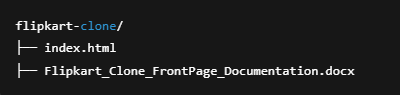 flipkart-clone/
├── index.html
├── Flipkart_Clone_FrontPage_Documentation.docx